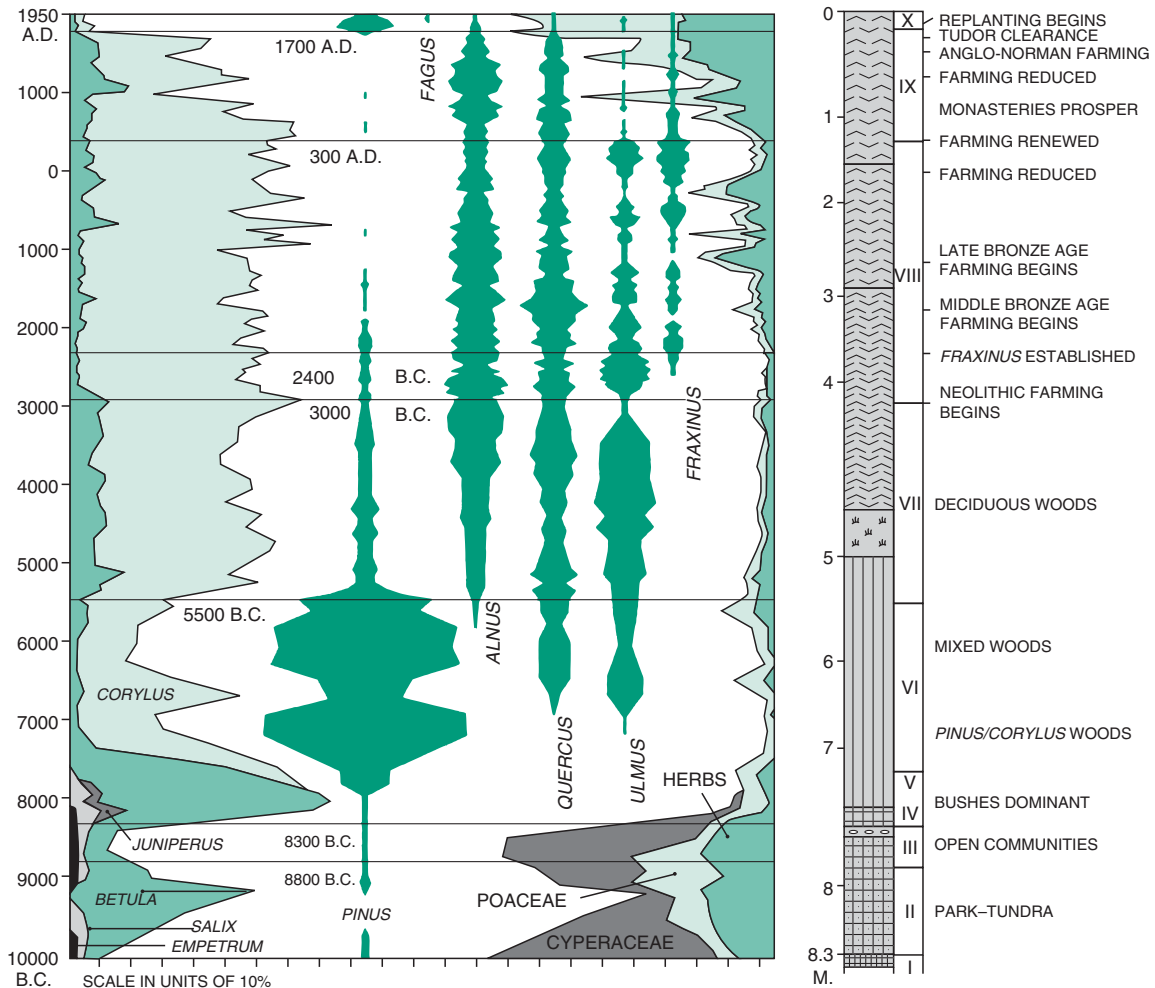 1950
A.D.
1000
0
1000
2000
3000
4000
5000
6000
7000
8000
9000
10000
B.C.
SCALE IN UNITS OF 10%
1700 A.D.
300 A.D.
2400 B.C.
3000 B.C.
5500 B.C.
8300 B.C.
8800 B.C.
FAGUS
FRAXINUS
ALNUS
QUERCUS
ULMUS
CORYLUS
JUNIPERUS
BETULA
SALIX
EMPETRUM
PINUS
HERBS
POACEAE
CYPERACEAE
0
1
2
3
4
5
6
7
8
8.3
M.
X
IX
VIII
VII
VI
V
IV
III
II
I
REPLANTING BEGINS
TUDOR CLEARANCE
ANGLO-NORMAN FARMING
FARMING REDUCED
MONASTERIES PROSPER
FARMING RENEWED
FARMING REDUCED
LATE BRONZE AGE
FARMING BEGINS
MIDDLE BRONZE AGE
FARMING BEGINS
FRAXINUS ESTABLISHED
NEOLITHIC FARMING
BEGINS
DECIDUOUS WOODS
MIXED WOODS
PINUS/CORYLUS WOODS
BUSHES DOMINANT
OPEN COMMUNITIES
PARK–TUNDRA